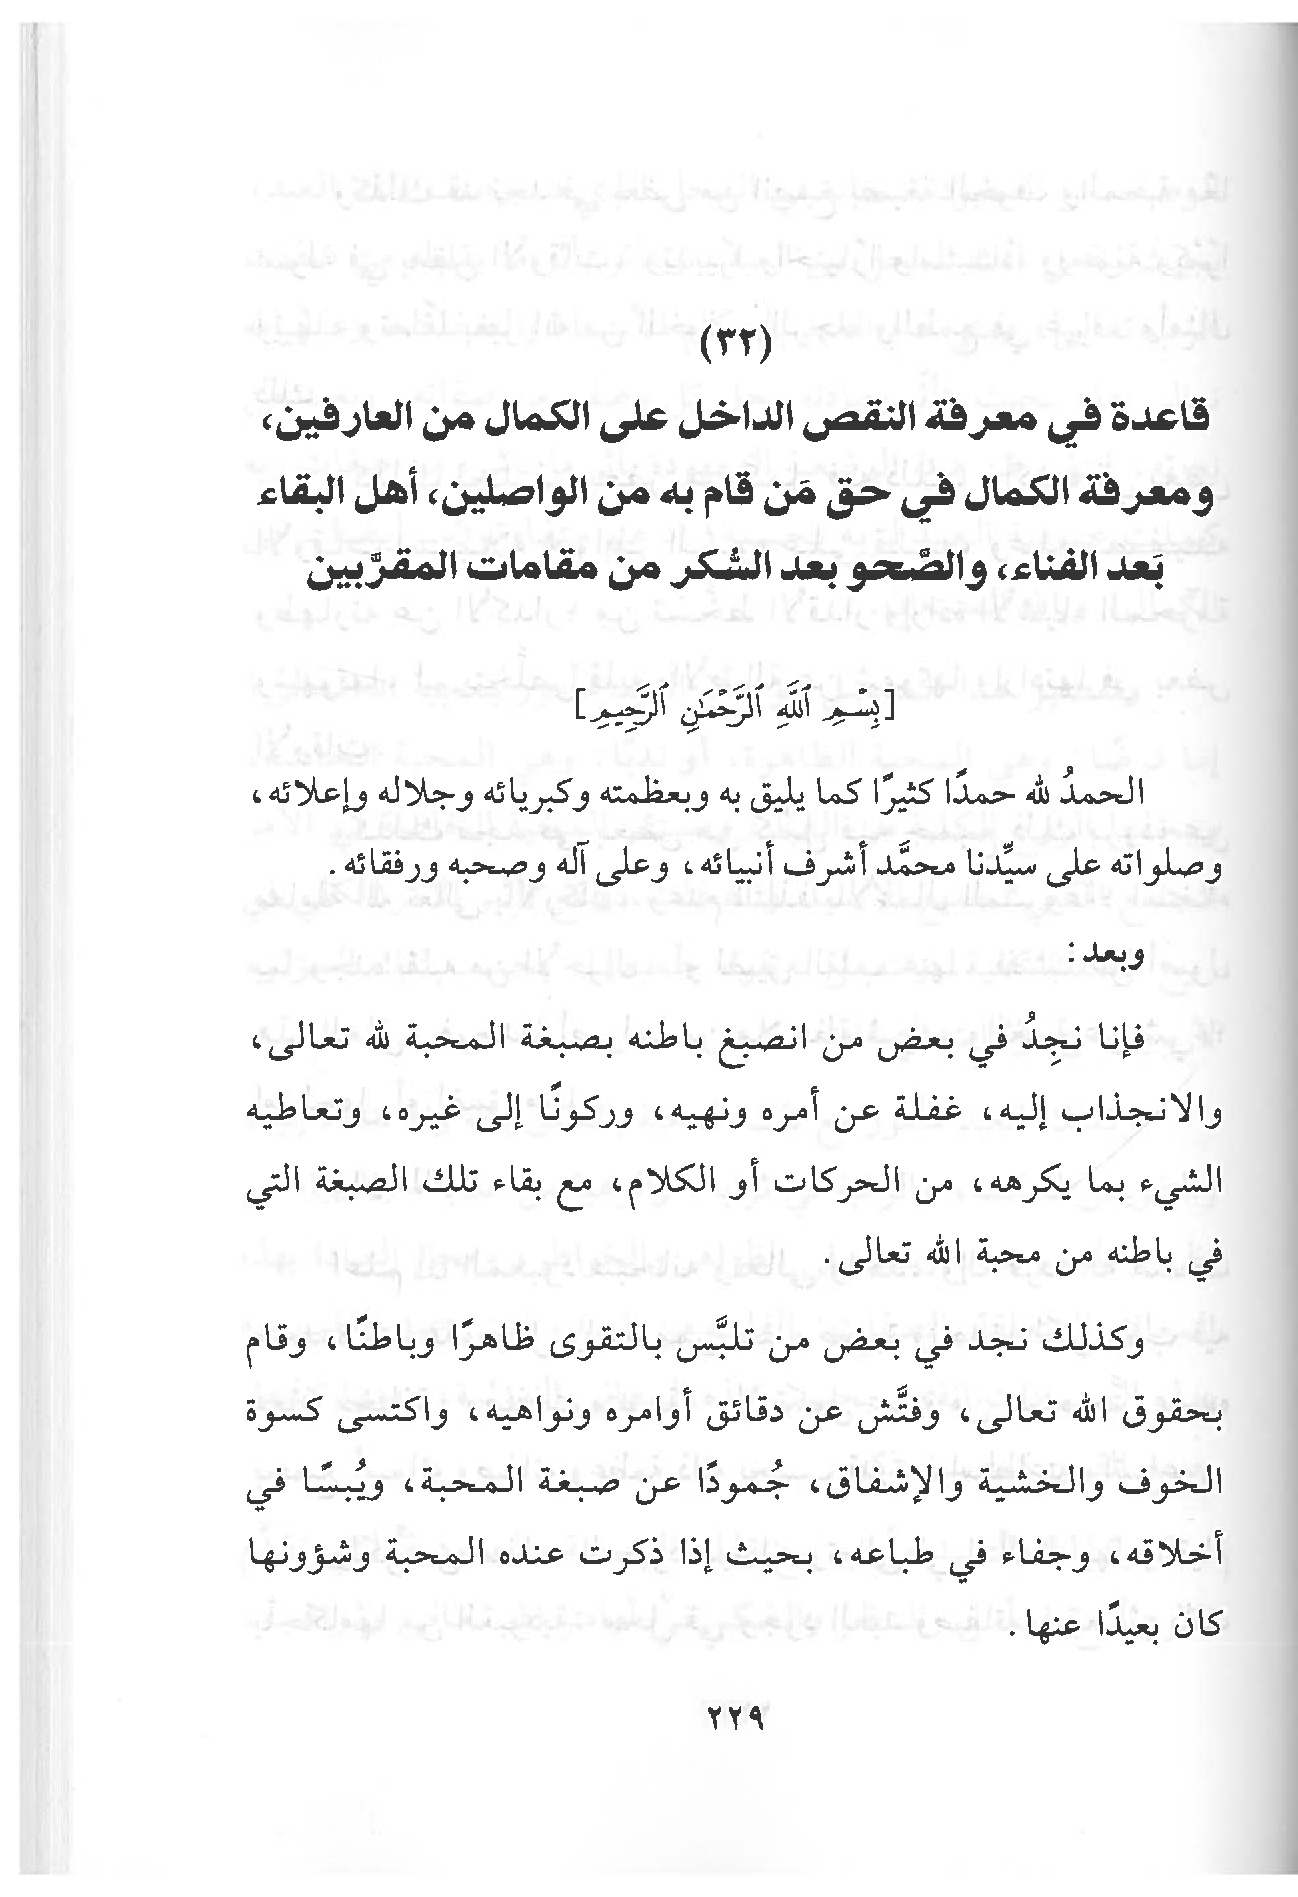 (٣٢)
قاعدة في معرفة النقص الداخل على الكمال من العارفين،
ومعرفة الكمال في حق مَن قام به من الواصلين، أهل البقاء
بَعد الفناء، والصَّحو بعد السُّكر من مقامات المقرَّبين
[بِسْمِ ٱللَّهِ ٱلرَّحْمَٰنِ ٱلرَّحِيمِ]
الحمدُ لله حمدًا كثيرًا كما يليق به وبعظمته وكبريائه وجلاله وإعلائه،
وصلواته على سيِّدنا محمَّد أشرف أنبيائه، وعلى آله وصحبه ورفقائه.
وبعد:
فإنا نجِدُ في بعض من انصبغ باطنه بصبغة المحبة لله تعالى،
والانجذاب إليه، غفلة عن أمره ونهيه، وركونًا إلى غيره، وتعاطيه
الشيء بما يكرهه، من الحركات أو الكلام، مع بقاء تلك الصبغة التي
في باطنه من محبة الله تعالى.
وكذلك نجد في بعض من تلبَّس بالتقوى ظاهرًا وباطنًا، وقام
بحقوق الله تعالى، وفتَّش عن دقائق أوامره ونواهيه، واكتسى كسوة
الخوف والخشية والإشفاق، جُمودًا عن صبغة المحبة، ويُبسًا في
أخلاقه، وجفاء في طباعه، بحيث إذا ذكرت عنده المحبة وشؤونها
كان بعيدًا عنها.
٢٢٩